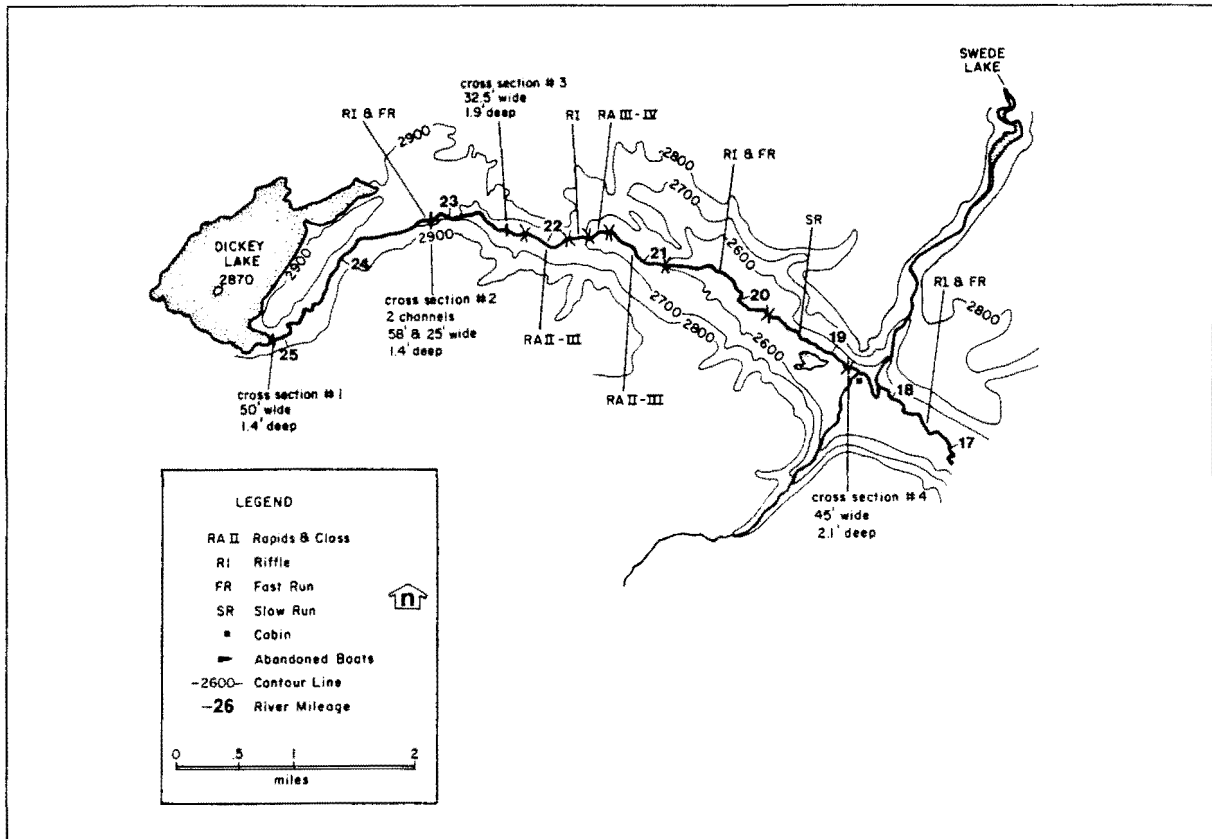 SWEDE
LAKE
cross section #3
32.5' wide
1.9' deep
RI & FR
RI
RA III-IV
2900
2800
RI & FR
2700
SR
2600
23
22
21
20
19
18
17
2900
DICKEY
LAKE
2870
2900
24
25
RI & FR
2800
cross section #2
2 channels
58' & 25' wide
1.4' deep
2700
2800
2600
RA II-III
RA II-III
cross section #1
50' wide
1.4' deep
cross section #4
45' wide
2.1' deep
LEGEND
RA II Rapids & Class
RI Riffle
FR Fast Run
SR Slow Run
Cabin
Abandoned Boats
-2600- Contour Line
-26 River Mileage
n
0 .5 1 2
miles